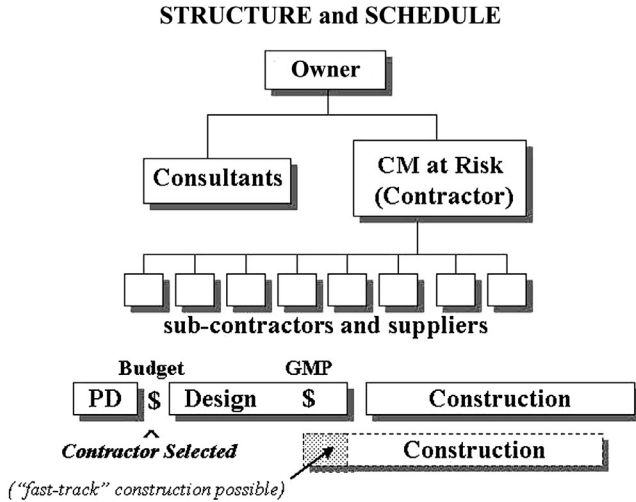 STRUCTURE and SCHEDULE
Owner
Consultants
CM at Risk
(Contractor)
sub-contractors and suppliers
Budget GMP
PD $ Design $ Construction
^
Contractor Selected
Construction
("fast-track" construction possible)